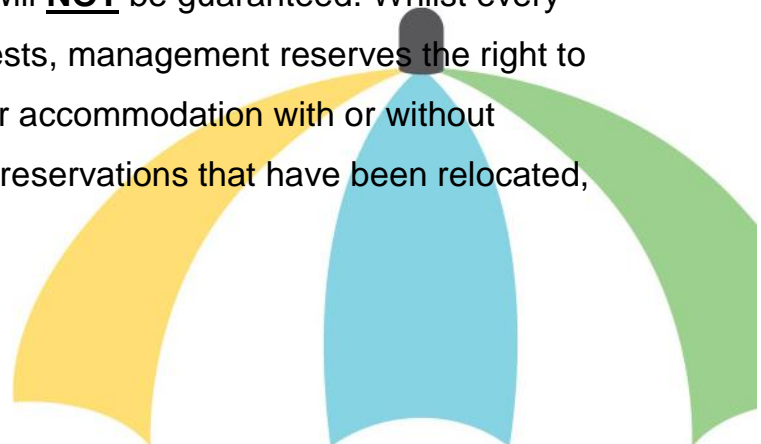 will NOT be guaranteed. Whilst every
ests, management reserves the right to
r accommodation with or without
reservations that have been relocated,